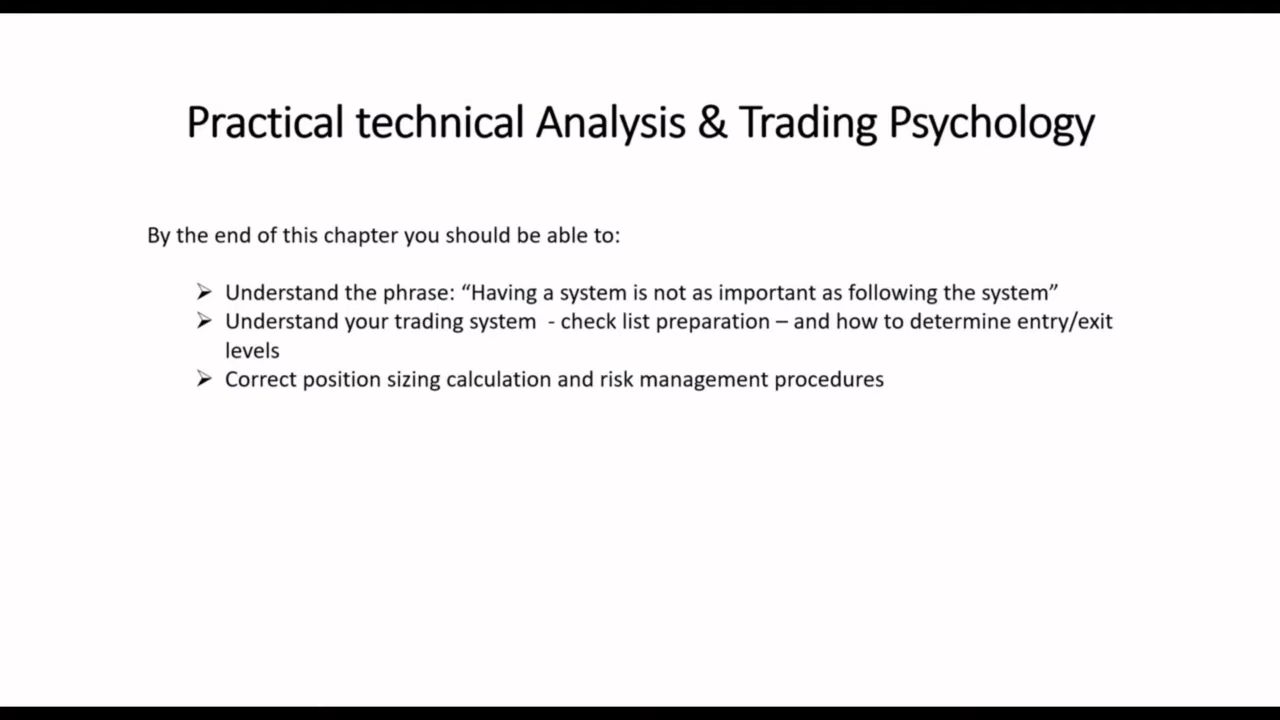 Practical technical Analysis & Trading Psychology
By the end of this chapter you should be able to:
➢ Understand the phrase: “Having a system is not as important as following the system”
➢ Understand your trading system - check list preparation – and how to determine entry/exit
levels
➢ Correct position sizing calculation and risk management procedures